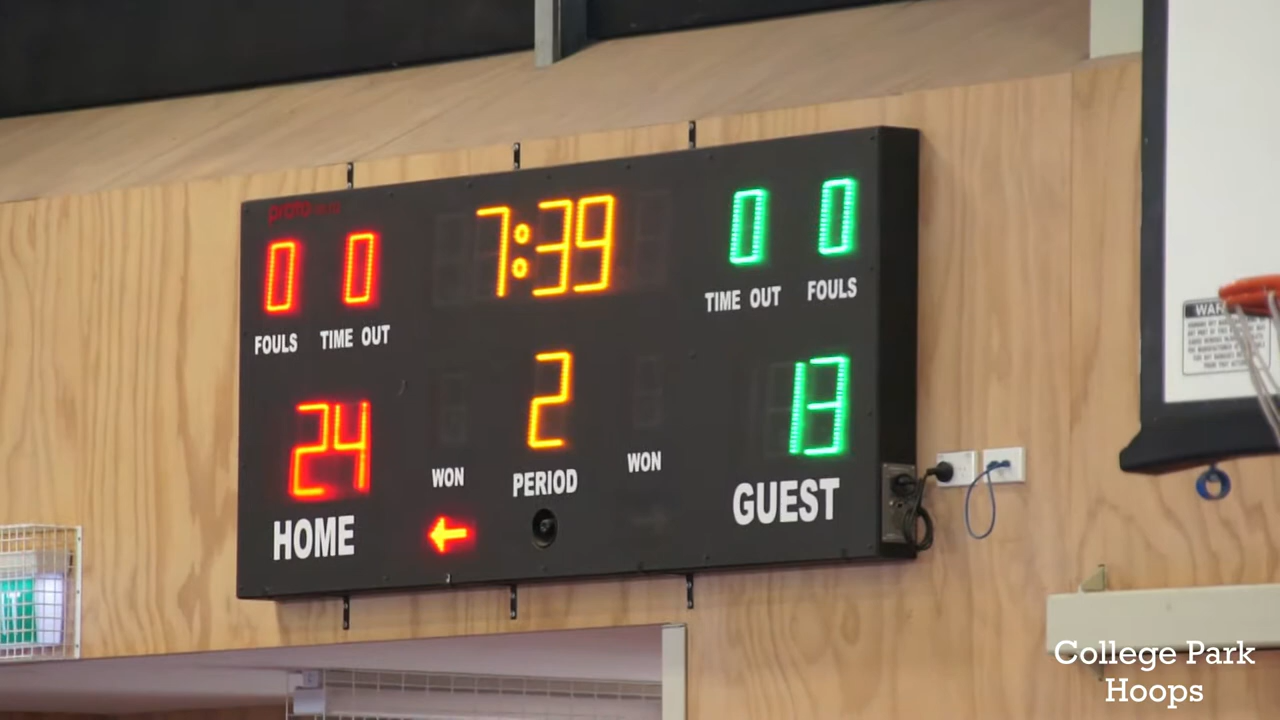 7:39
0 0
FOULS TIME OUT
0 0
TIME OUT FOULS
24
2
13
WON
PERIOD
WON
HOME
GUEST
College Park
Hoops